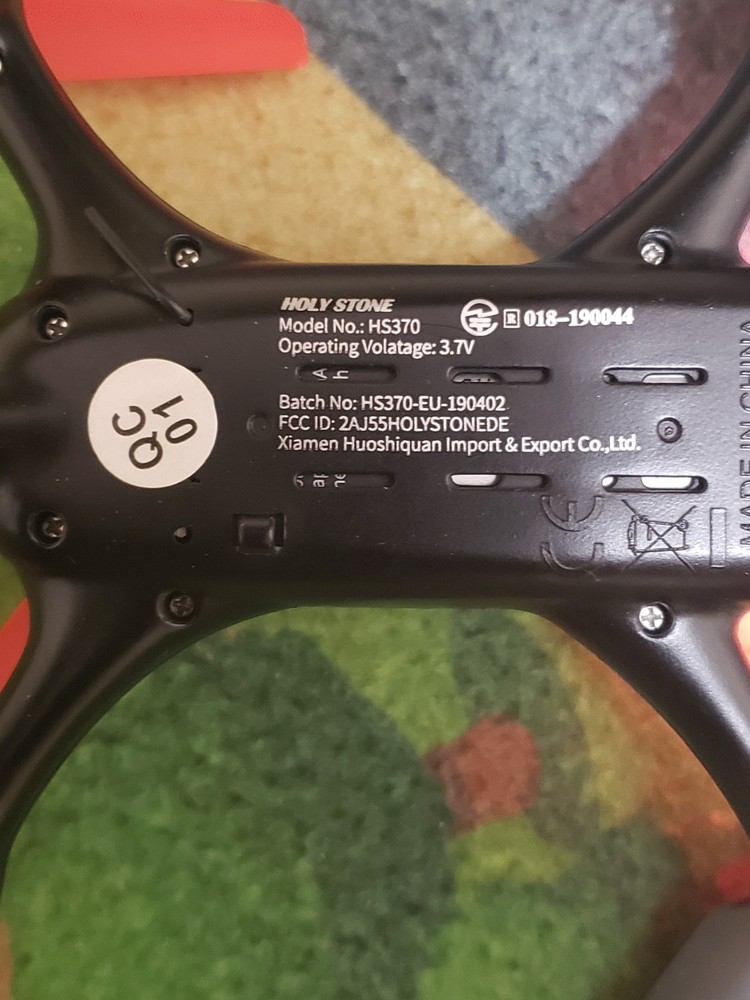 HOLY STONE
Model No.: HS370
R 018-190044
Operating Volatage: 3.7V
A
h
Batch No: HS370-EU-190402
FCC ID: 2AJ55HOLYSTONEDE
Xiamen Huoshiquan Import & Export Co.,Ltd.
QC
01
CE
MADE IN CHINA